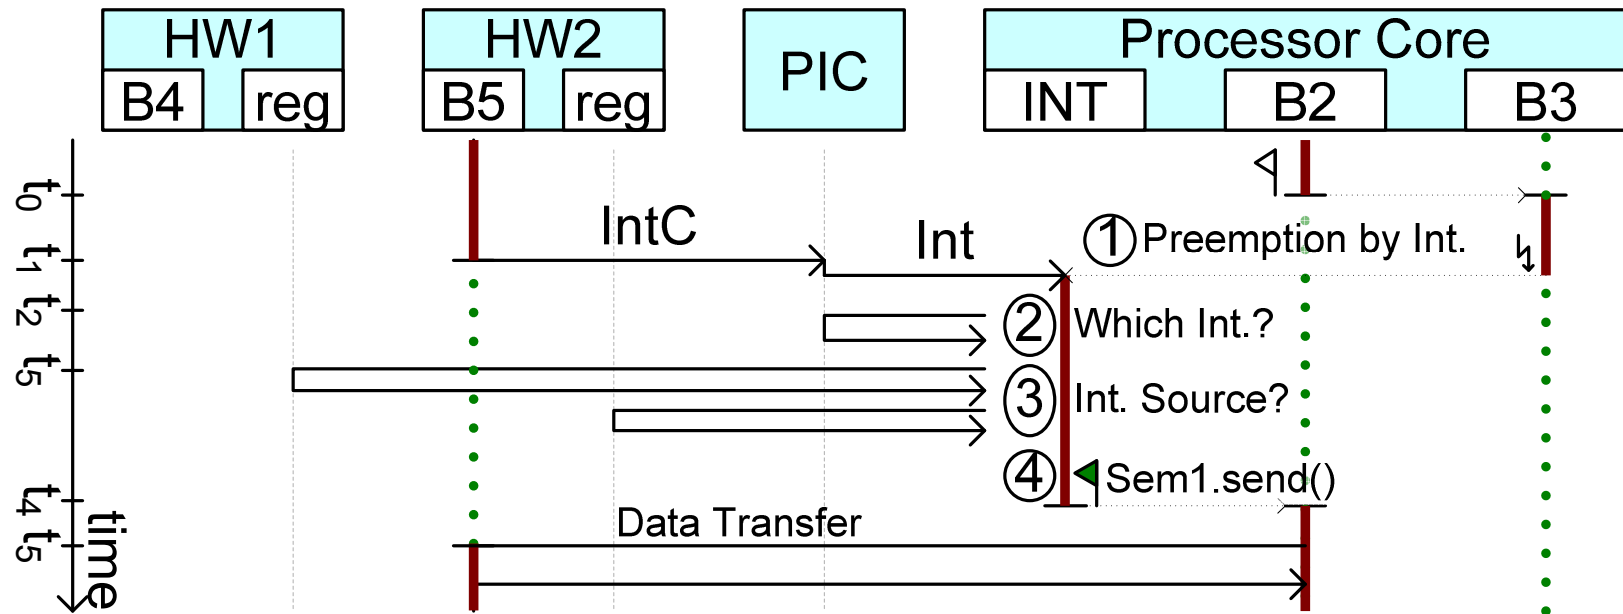 HW1
HW2
PIC
Processor Core
B4
reg
B5
reg
INT
B2
B3
t0
IntC
Int
1 Preemption by Int.
t1
t2
2 Which Int.?
t5
3 Int. Source?
4 Sem1.send()
t4
Data Transfer
t5
time